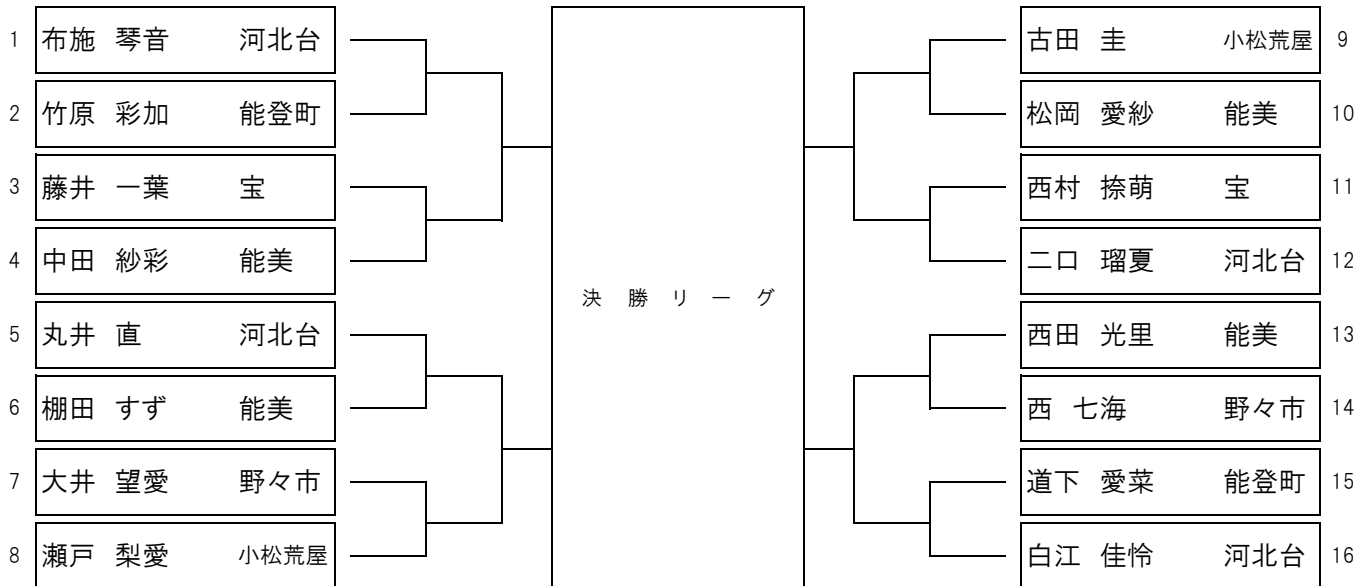 1 布施 琴音 河北台
2 竹原 彩加 能登町
3 藤井 一葉 宝
4 中田 紗彩 能美
5 丸井 直 河北台
6 棚田 すず 能美
7 大井 望愛 野々市
8 瀬戸 梨愛 小松荒屋
決 勝 リ ー グ
古田 圭 小松荒屋 9
松岡 愛紗 能美 10
西村 捺萌 宝 11
二口 瑠夏 河北台 12
西田 光里 能美 13
西 七海 野々市 14
道下 愛菜 能登町 15
白江 佳怜 河北台 16